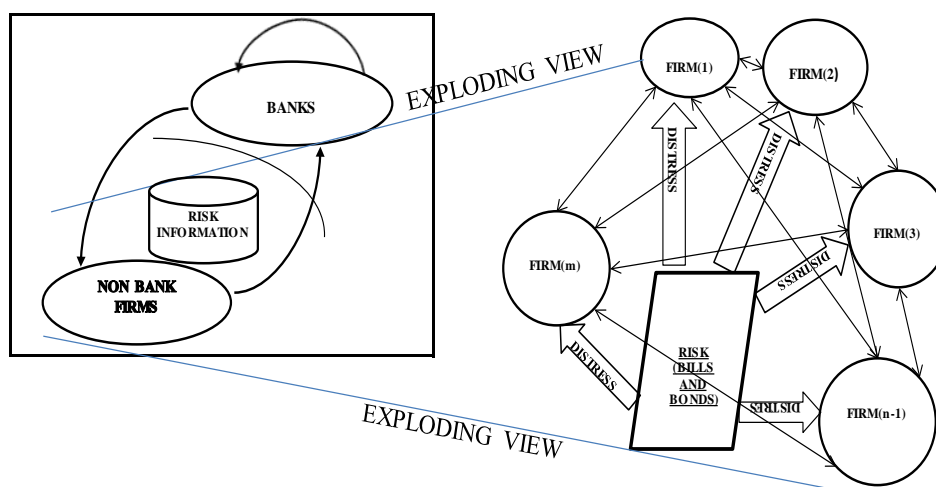 BANKS
RISK
INFORMATION
NON BANK
FIRMS
EXPLODING VIEW
EXPLODING VIEW
FIRM(1)
FIRM(2)
FIRM(3)
FIRM(m)
FIRM(n-1)
DISTRESS
DISTRESS
DISTRESS
DISTRESS
DISTRES
RISK
(BILLS
AND
BONDS)